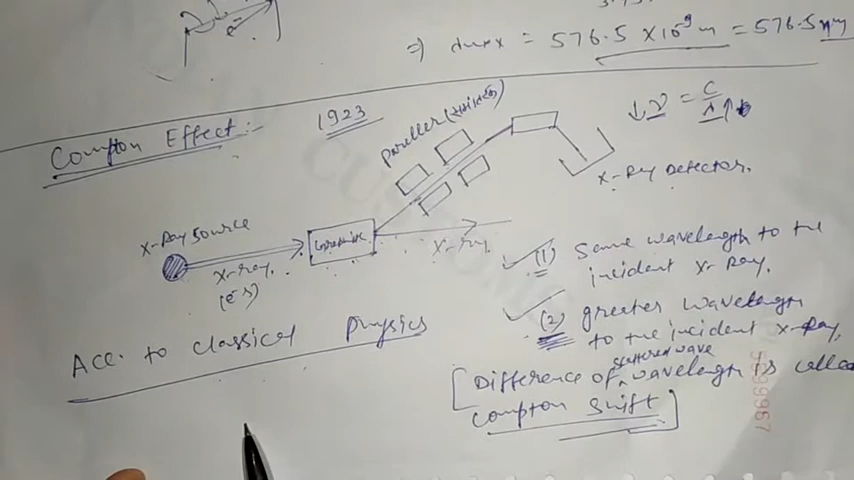 ⇒ dmax = 576.5 × 10⁻⁹ m = 576.5 nm
Compton Effect :-
1923
↓ν = c/λ↑
X-Ray Detector.
X-Ray Source
X-ray.
(e⁻s)
X-ray.
(1) Same wavelength to the
incident X-Ray.
(2) greater wavelength
to the incident X-Ray,
Acc. to classical physics
scattered wave
[Difference of wavelength is called
Compton Shift]